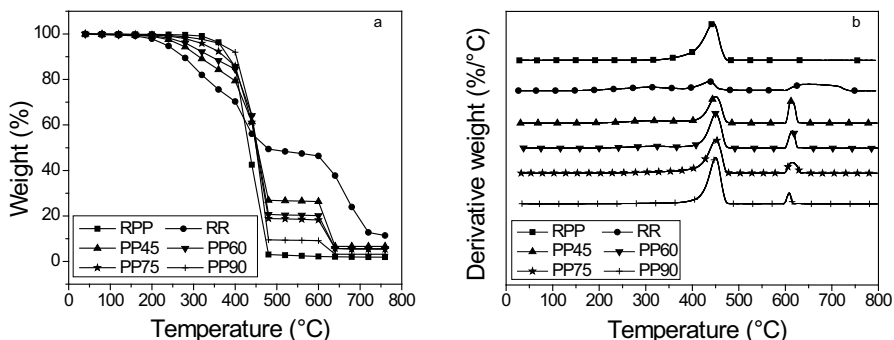 a
Weight (%)
100
80
60
40
20
0
RPP RR
PP45 PP60
PP75 PP90
0 100 200 300 400 500 600 700 800
Temperature (°C)
b
Derivative weight (%/°C)
RPP RR
PP45 PP60
PP75 PP90
0 100 200 300 400 500 600 700 800
Temperature (°C)